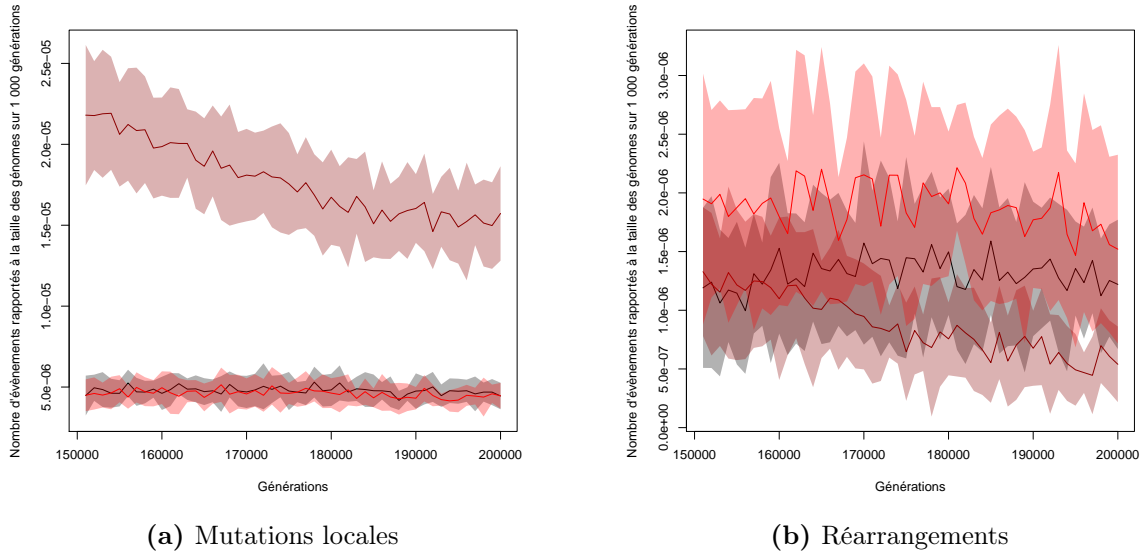 Nombre d'évènements rapportés à la taille des génomes sur 1 000 générations
2.5e−05
2.0e−05
1.5e−05
1.0e−05
5.0e−06
150000 160000 170000 180000 190000 200000
Générations
(a) Mutations locales
Nombre d'évènements rapportés à la taille des génomes sur 1 000 générations
3.0e−06
2.5e−06
2.0e−06
1.5e−06
1.0e−06
5.0e−07
0.0e+00
150000 160000 170000 180000 190000 200000
Générations
(b) Réarrangements